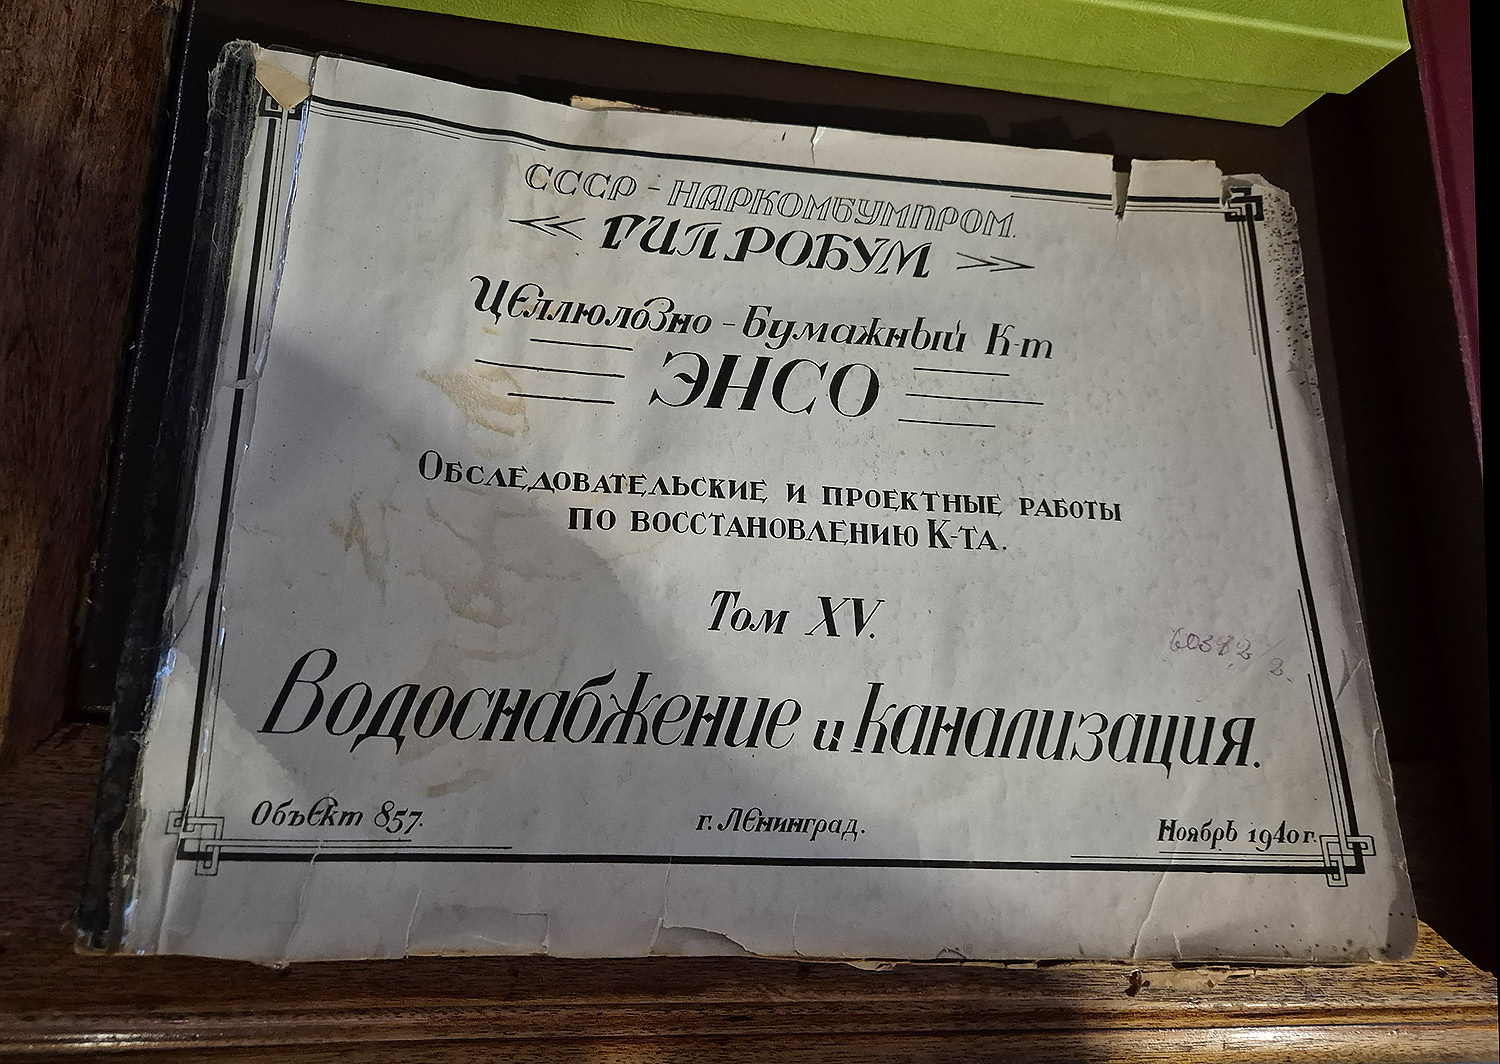 СССР - НАРКОМБУМПРОМ.
ГИПРОБУМ
Целлюлозно - Бумажный К-т
ЭНСО
Обследовательские и проектные работы
по восстановлению К-та.
Том XV.
Водоснабжение и канализация.
Объект 857.
г. Ленинград.
Ноябрь 1940 г.